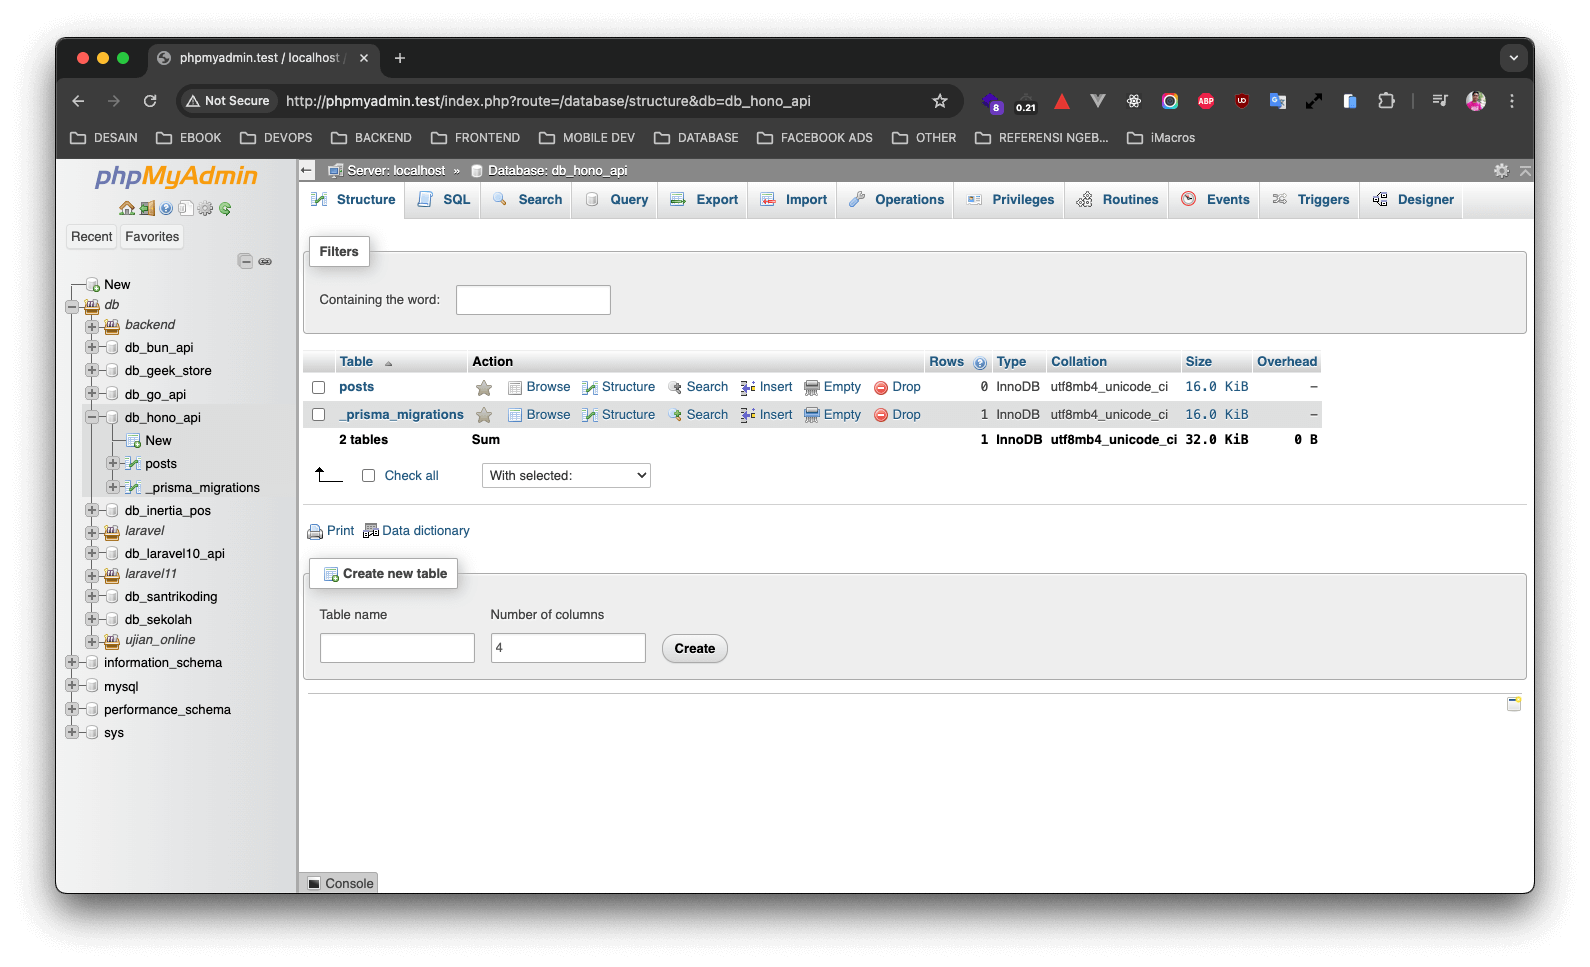 phpmyadmin.test / localhost /
Not Secure http://phpmyadmin.test/index.php?route=/database/structure&db=db_hono_api 8 0.21 ABP
DESAIN EBOOK DEVOPS BACKEND FRONTEND MOBILE DEV DATABASE FACEBOOK ADS OTHER REFERENSI NGEB... iMacros
phpMyAdmin
Recent Favorites
New
db
backend
db_bun_api
db_geek_store
db_go_api
db_hono_api
New
posts
_prisma_migrations
db_inertia_pos
laravel
db_laravel10_api
laravel11
db_santrikoding
db_sekolah
ujian_online
information_schema
mysql
performance_schema
sys
Server: localhost » Database: db_hono_api
Structure SQL Search Query Export Import Operations Privileges Routines Events Triggers Designer
Filters
Containing the word:
Table Action Rows Type Collation Size Overhead
posts Browse Structure Search Insert Empty Drop 0 InnoDB utf8mb4_unicode_ci 16.0 KiB –
_prisma_migrations Browse Structure Search Insert Empty Drop 1 InnoDB utf8mb4_unicode_ci 16.0 KiB –
2 tables Sum 1 InnoDB utf8mb4_unicode_ci 32.0 KiB 0 B
Check all With selected:
Print Data dictionary
Create new table
Table name Number of columns
4 Create
Console